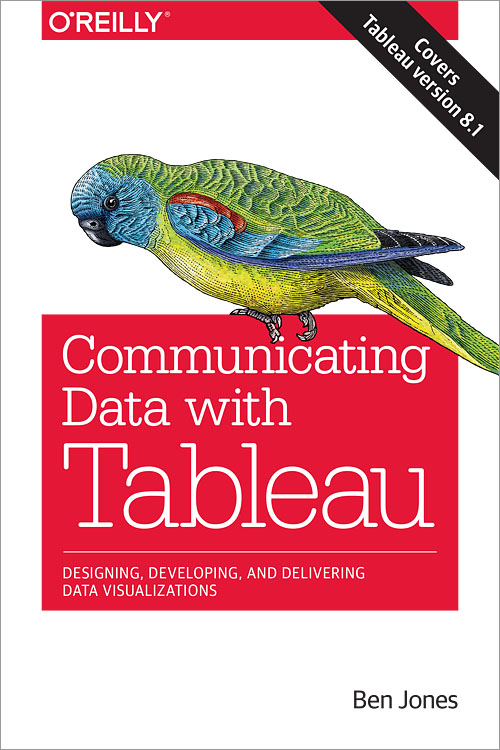 O'REILLY®
Covers
Tableau version 8.1
Communicating
Data with
Tableau
DESIGNING, DEVELOPING, AND DELIVERING
DATA VISUALIZATIONS
Ben Jones